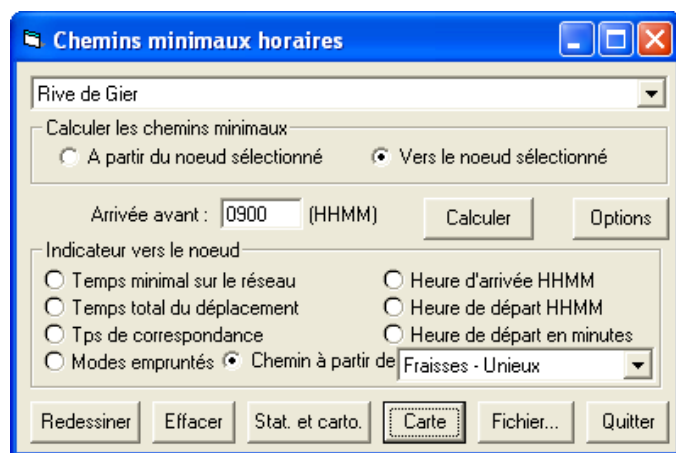 Chemins minimaux horaires
Rive de Gier
Calculer les chemins minimaux
A partir du noeud sélectionné Vers le noeud sélectionné
Arrivée avant : 0900 (HHMM) Calculer Options
Indicateur vers le noeud
Temps minimal sur le réseau Heure d'arrivée HHMM
Temps total du déplacement Heure de départ HHMM
Tps de correspondance Heure de départ en minutes
Modes empruntés Chemin à partir de Fraisses - Unieux
Redessiner Effacer Stat. et carto. Carte Fichier... Quitter